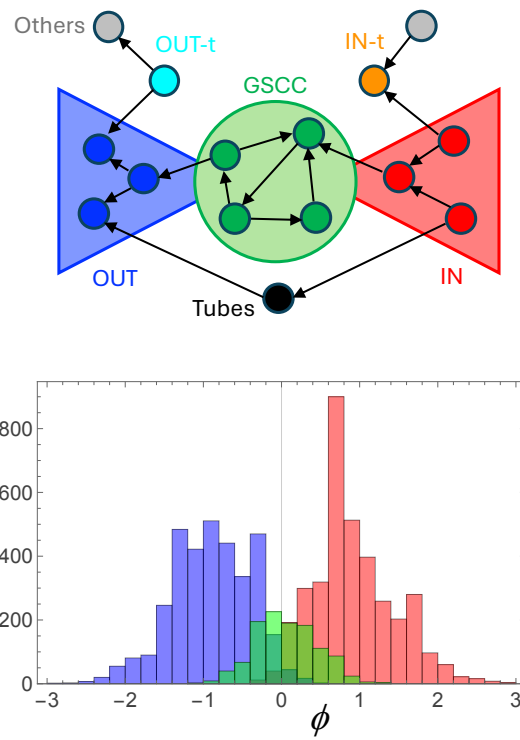 Others
OUT-t
IN-t
GSCC
OUT
IN
Tubes
800
600
400
200
0
−3 −2 −1 0 1 2 3
ϕ